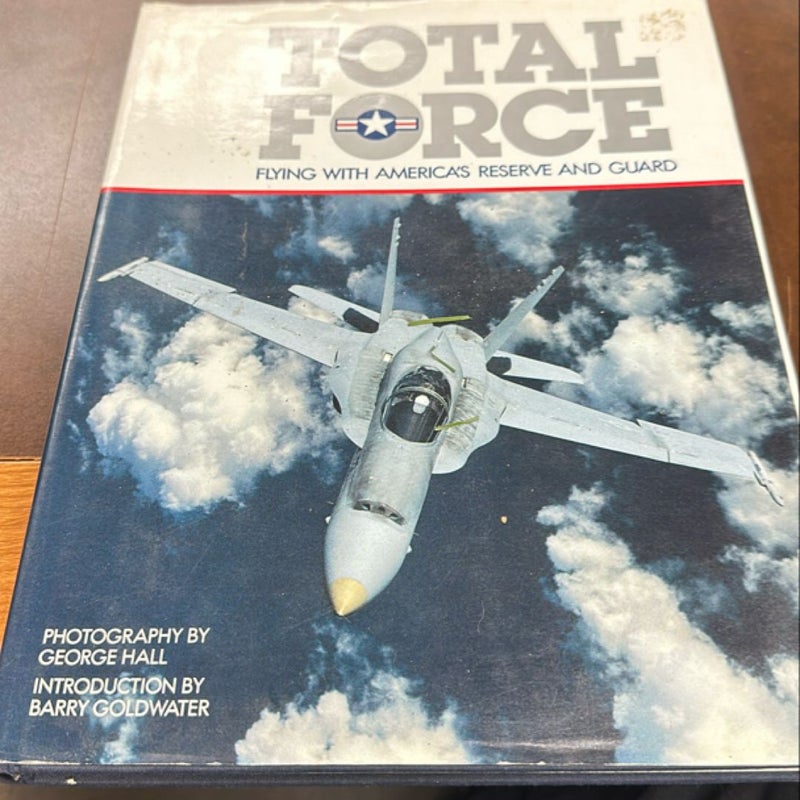 TOTAL
FORCE
FLYING WITH AMERICA'S RESERVE AND GUARD
PHOTOGRAPHY BY
GEORGE HALL
INTRODUCTION BY
BARRY GOLDWATER